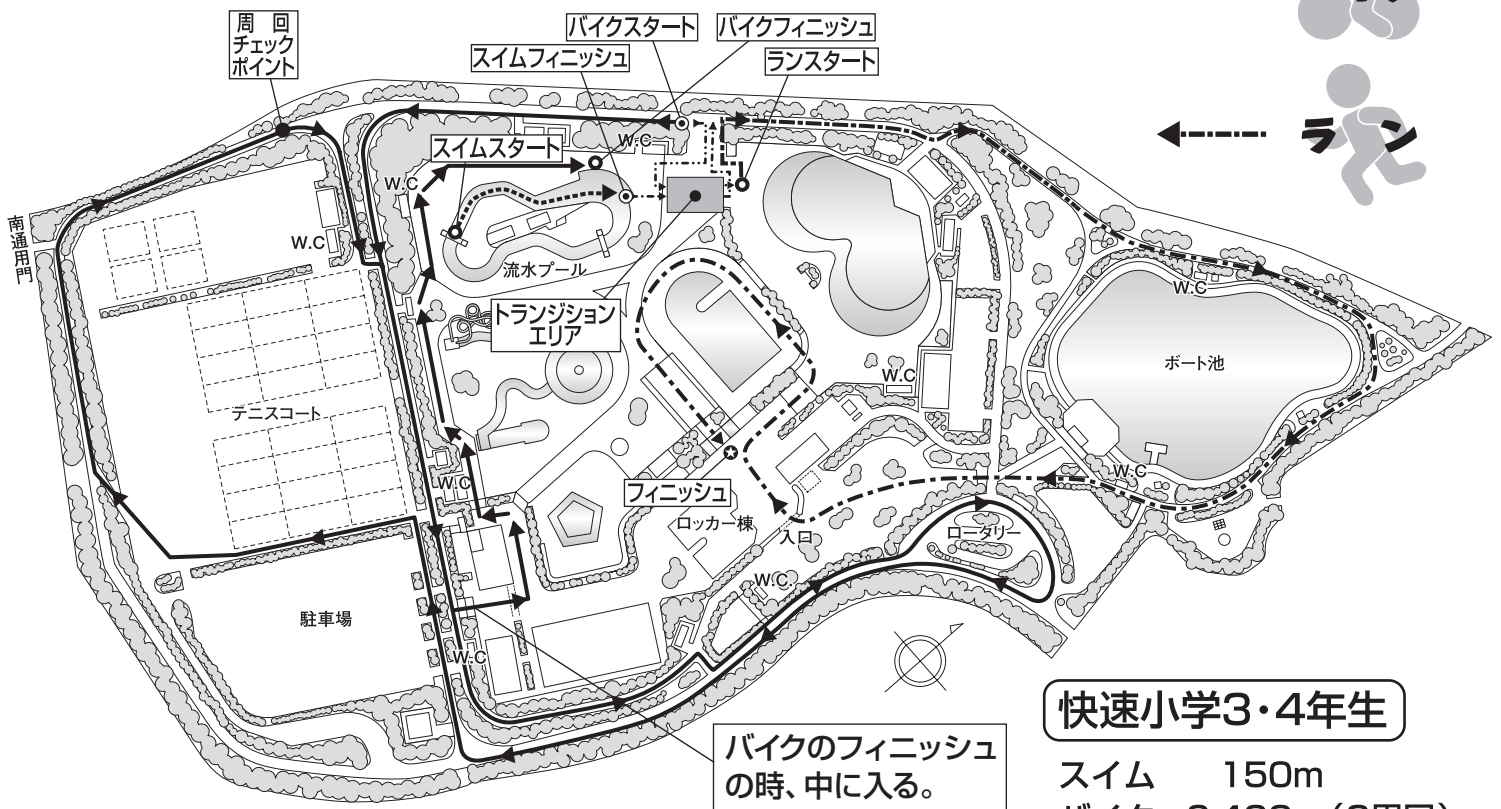 周 回
チェック
ポイント
バイクスタート
バイクフィニッシュ
スイムフィニッシュ
ランスタート
スイムスタート
W.C
W.C
W.C
ラン
南通用門
流水プール
トランジション
エリア
W.C
ボート池
テニスコート
W.C
W.C
W.C
フィニッシュ
ロッカー棟
入口
ロータリー
W.C.
駐車場
W.C
バイクのフィニッシュ
の時、中に入る。
快速小学3・4年生
スイム 150m